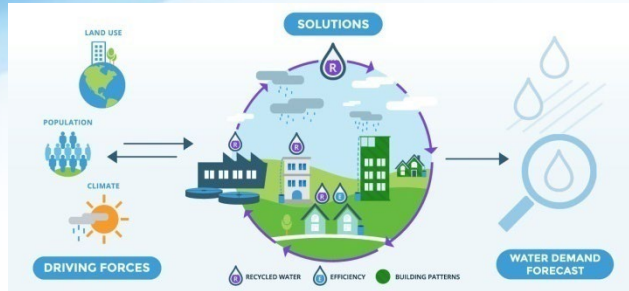 SOLUTIONS
LAND USE
POPULATION
CLIMATE
DRIVING FORCES
R
R
R
R
E
R RECYCLED WATER
E EFFICIENCY
BUILDING PATTERNS
WATER DEMAND
FORECAST